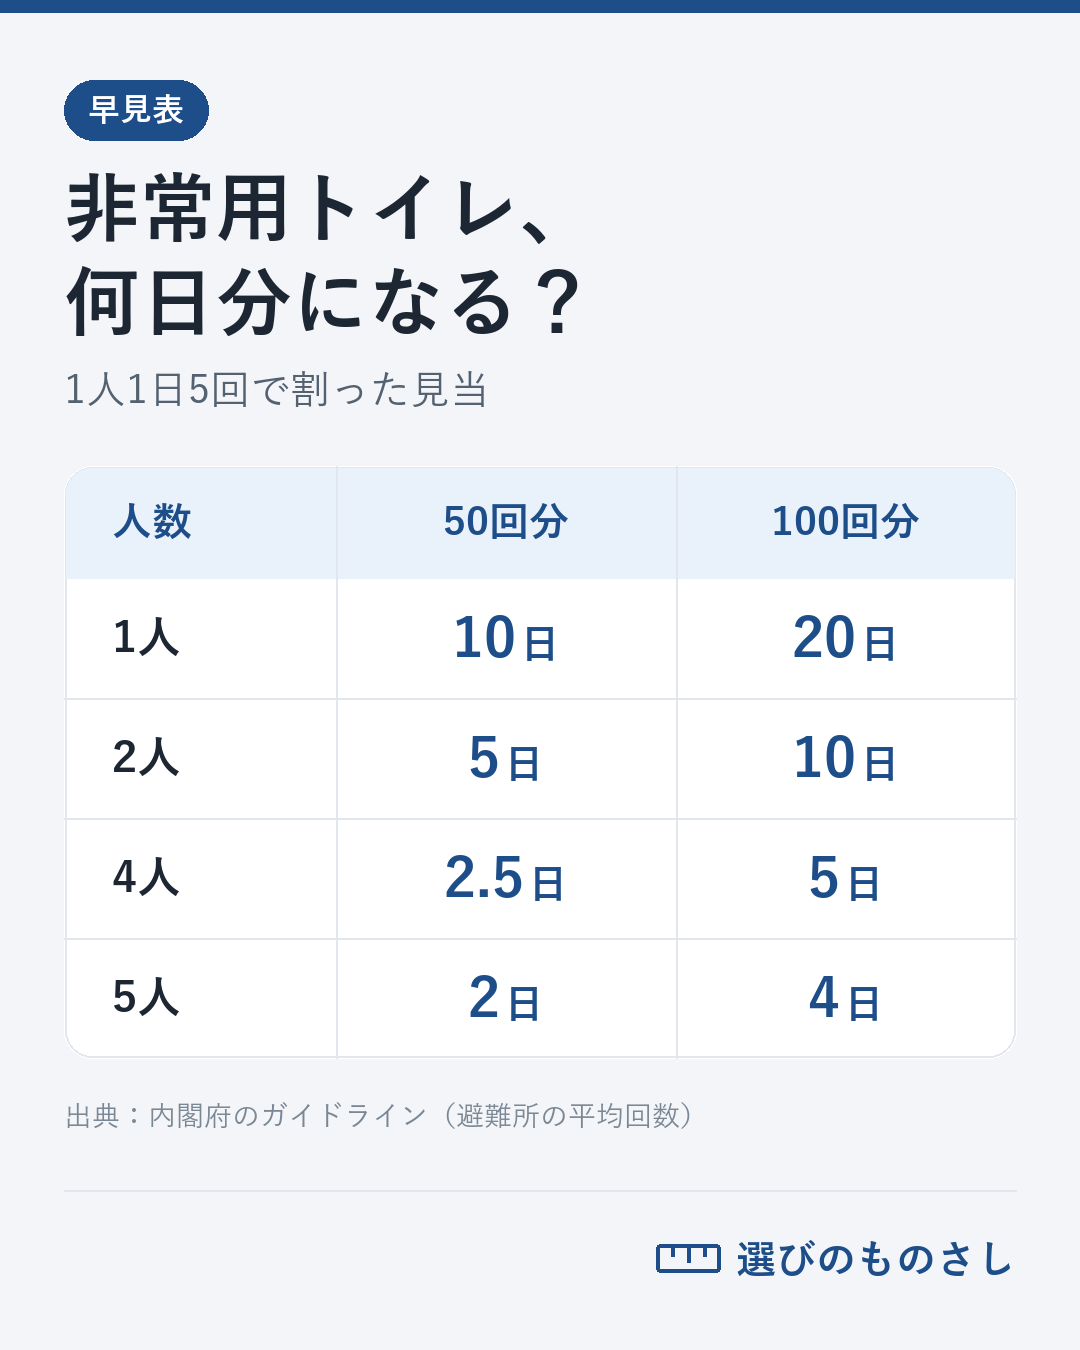 早見表
非常用トイレ、
何日分になる？
1人1日5回で割った見当
人数 50回分 100回分
1人 10日 20日
2人 5日 10日
4人 2.5日 5日
5人 2日 4日
出典：内閣府のガイドライン（避難所の平均回数）
選びのものさし